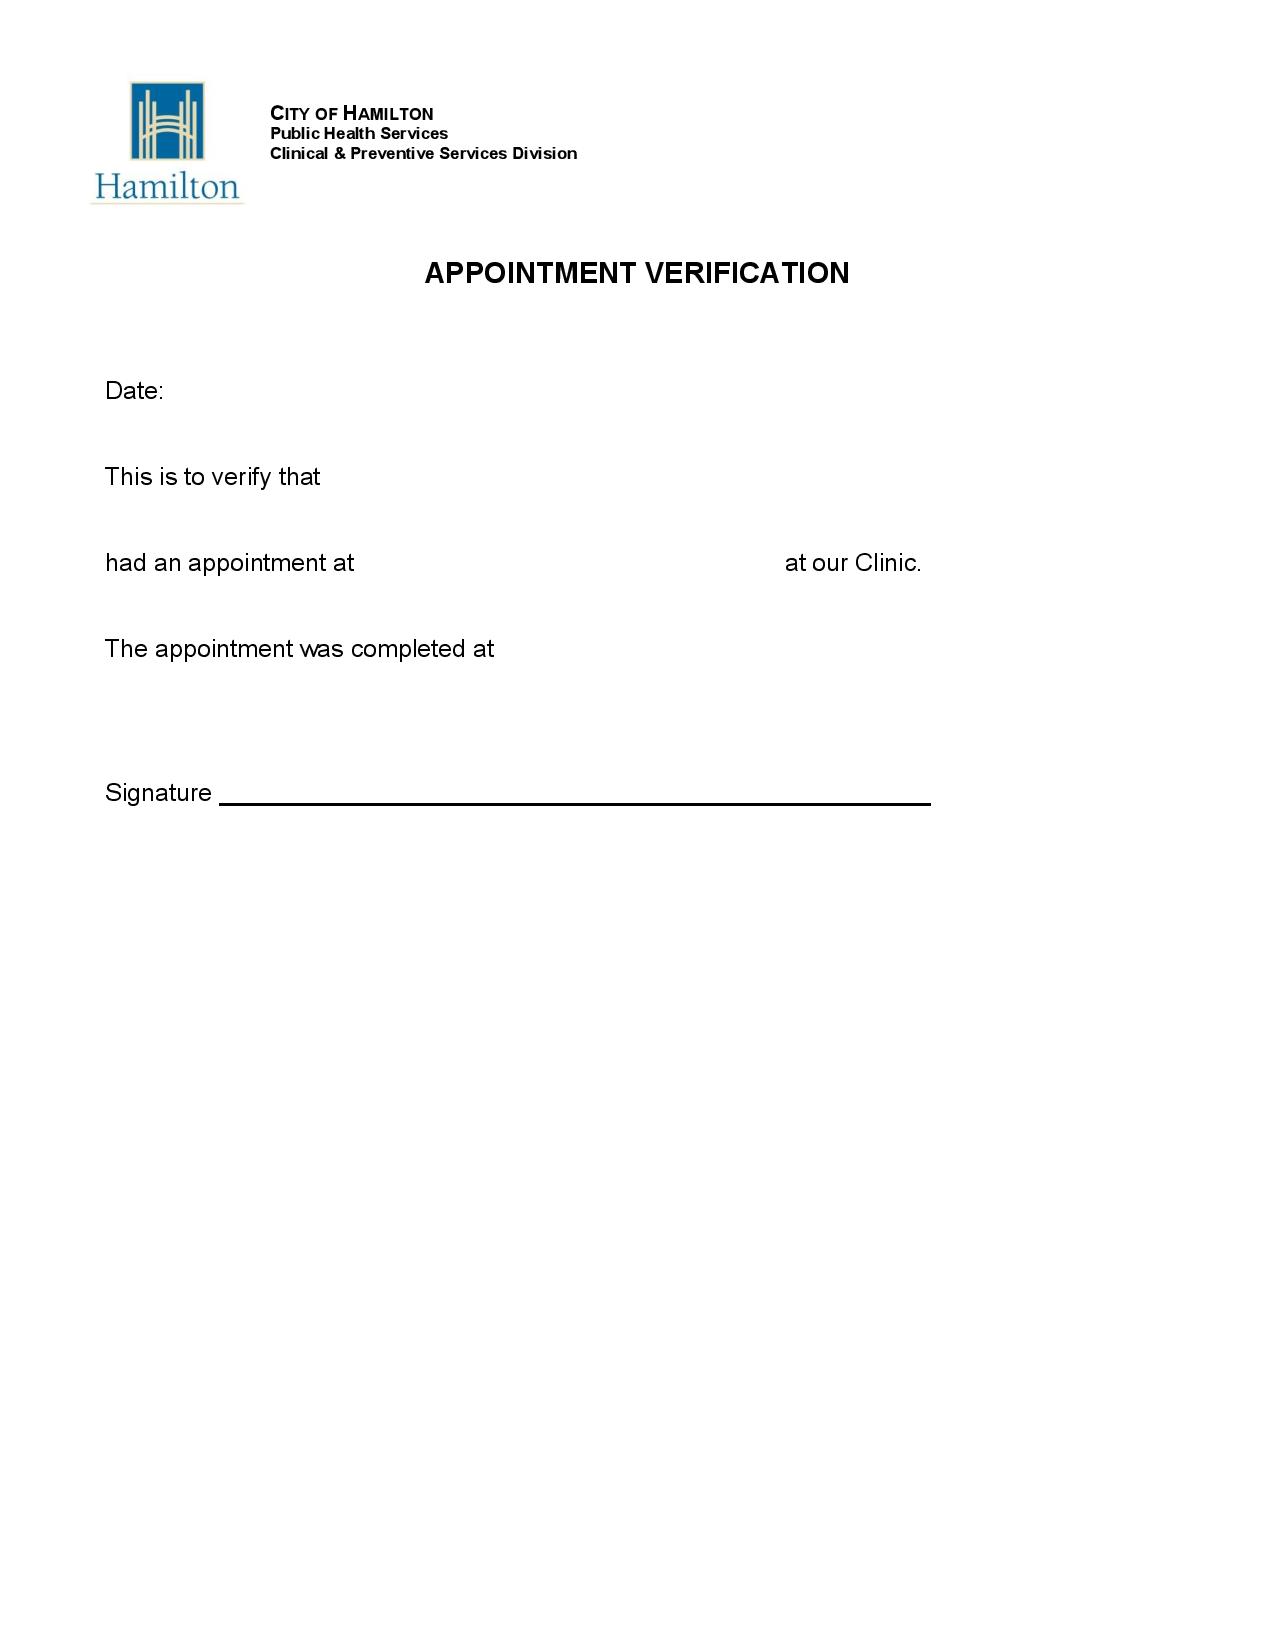 Hamilton
CITY OF HAMILTON
Public Health Services
Clinical & Preventive Services Division
APPOINTMENT VERIFICATION
Date:
This is to verify that
had an appointment at at our Clinic.
The appointment was completed at
Signature